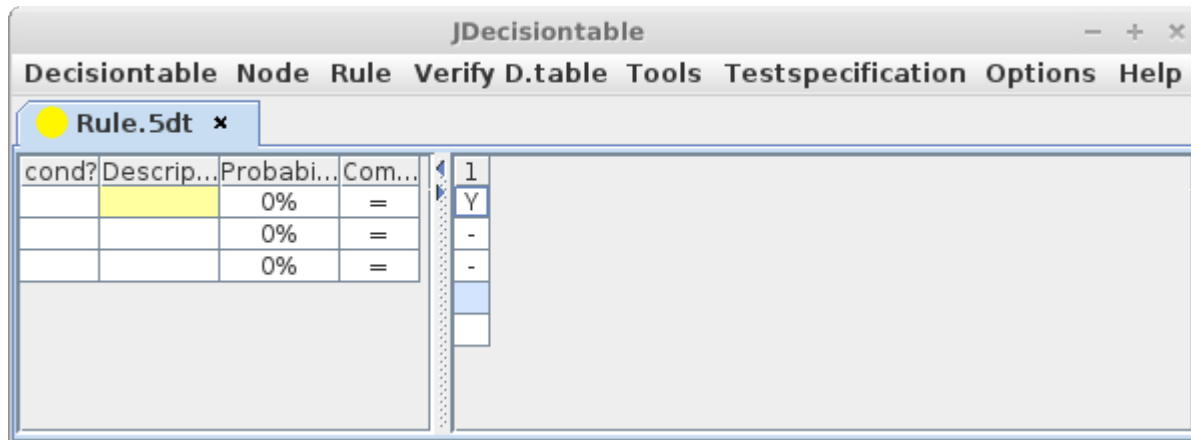 JDecisiontable
Decisiontable Node Rule Verify D.table Tools Testspecification Options Help
Rule.5dt
cond? Descrip... Probabi... Com... 1
0% = Y
0% = -
0% = -